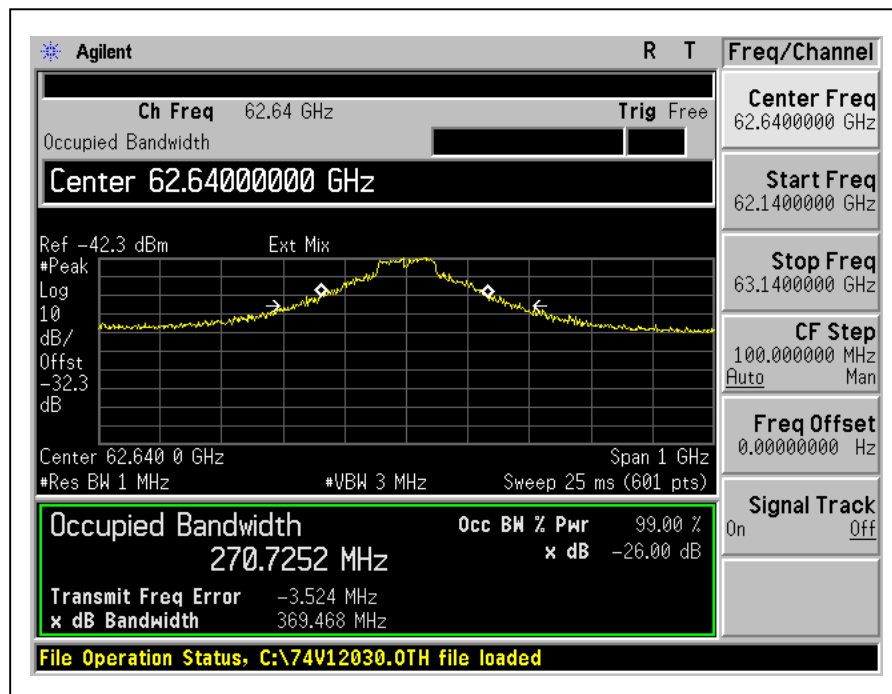 Agilent R T
Ch Freq 62.64 GHz Trig Free
Occupied Bandwidth
Center 62.64000000 GHz
Ref -42.3 dBm Ext Mix
#Peak
Log
10
dB/
Offst
-32.3
dB
Center 62.640 0 GHz Span 1 GHz
#Res BW 1 MHz #VBW 3 MHz Sweep 25 ms (601 pts)
Occupied Bandwidth Occ BW % Pwr 99.00 %
270.7252 MHz x dB -26.00 dB
Transmit Freq Error -3.524 MHz
x dB Bandwidth 369.468 MHz
File Operation Status, C:\74V12030.OTH file loaded
Freq/Channel
Center Freq
62.6400000 GHz
Start Freq
62.1400000 GHz
Stop Freq
63.1400000 GHz
CF Step
100.000000 MHz
Auto Man
Freq Offset
0.00000000 Hz
Signal Track
On Off